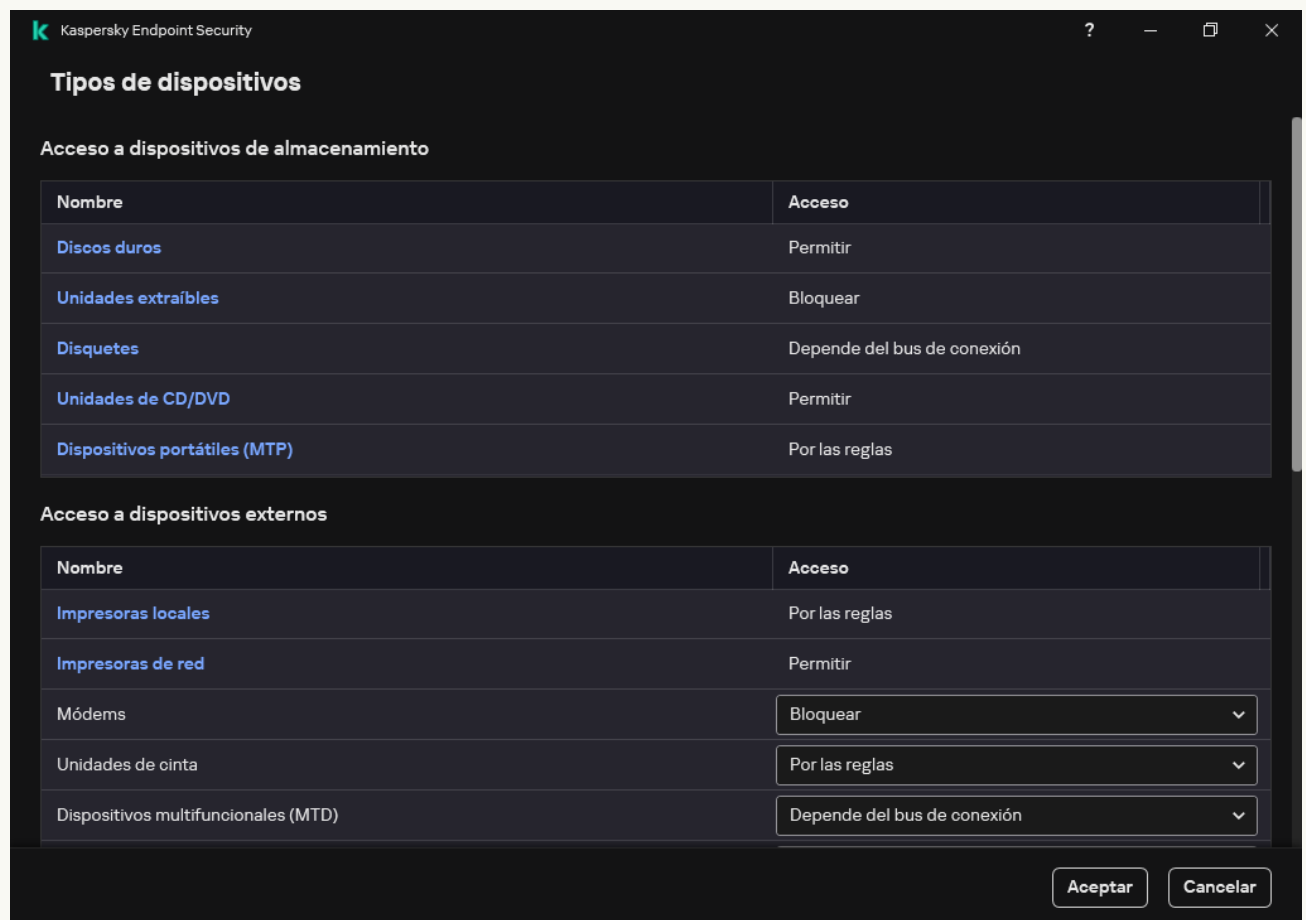 Kaspersky Endpoint Security
Tipos de dispositivos
Acceso a dispositivos de almacenamiento
Nombre Acceso
Discos duros Permitir
Unidades extraíbles Bloquear
Disquetes Depende del bus de conexión
Unidades de CD/DVD Permitir
Dispositivos portátiles (MTP) Por las reglas
Acceso a dispositivos externos
Nombre Acceso
Impresoras locales Por las reglas
Impresoras de red Permitir
Módems Bloquear
Unidades de cinta Por las reglas
Dispositivos multifuncionales (MTD) Depende del bus de conexión
Aceptar Cancelar